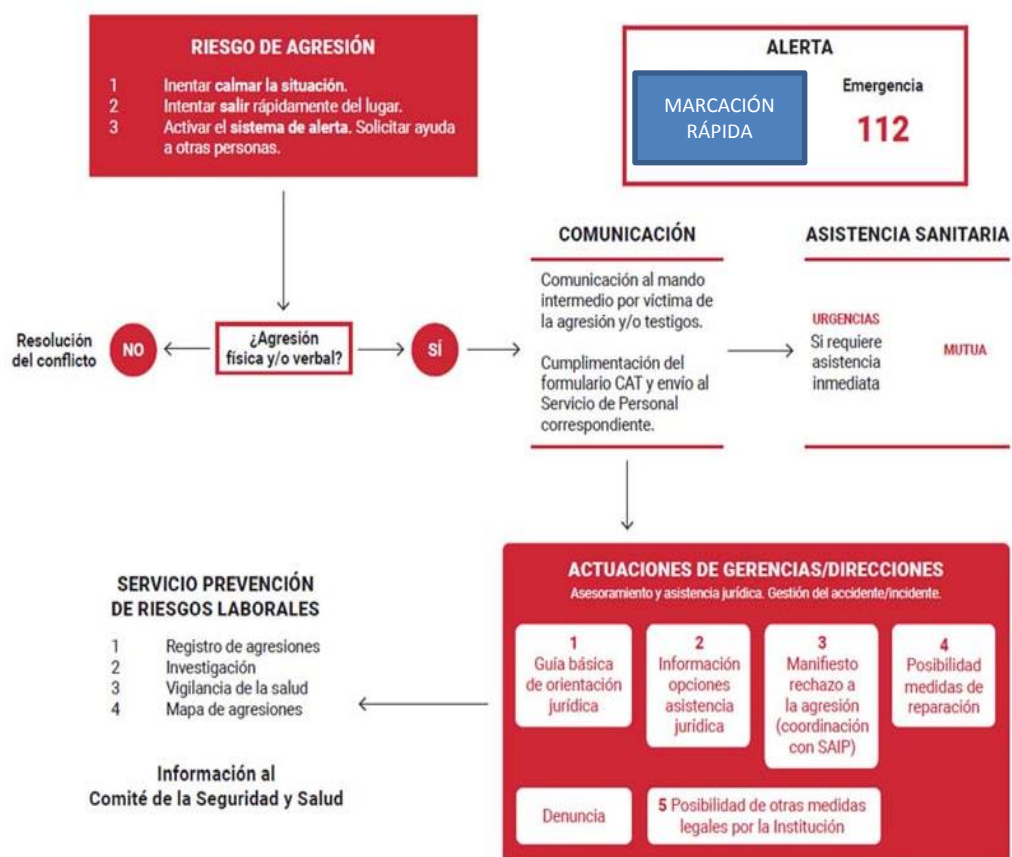 RIESGO DE AGRESIÓN
1 Inentar calmar la situación.
2 Intentar salir rápidamente del lugar.
3 Activar el sistema de alerta. Solicitar ayuda
a otras personas.
ALERTA
MARCACIÓN
RÁPIDA
Emergencia
112
Resolución
del conflicto
NO
¿Agresión
física y/o verbal?
SÍ
COMUNICACIÓN
Comunicación al mando
intermedio por víctima de
la agresión y/o testigos.
Cumplimentación del
formulario CAT y envío al
Servicio de Personal
correspondiente.
ASISTENCIA SANITARIA
URGENCIAS
Si requiere
asistencia
inmediata
MUTUA
ACTUACIONES DE GERENCIAS/DIRECCIONES
Asesoramiento y asistencia jurídica. Gestión del accidente/incidente.
1
Guía básica
de orientación
jurídica
2
Información
opciones
asistencia
jurídica
3
Manifiesto
rechazo a
la agresión
(coordinación
con SAIP)
4
Posibilidad
medidas de
reparación
Denuncia
5 Posibilidad de otras medidas
legales por la Institución
SERVICIO PREVENCIÓN
DE RIESGOS LABORALES
1 Registro de agresiones
2 Investigación
3 Vigilancia de la salud
4 Mapa de agresiones
Información al
Comité de la Seguridad y Salud